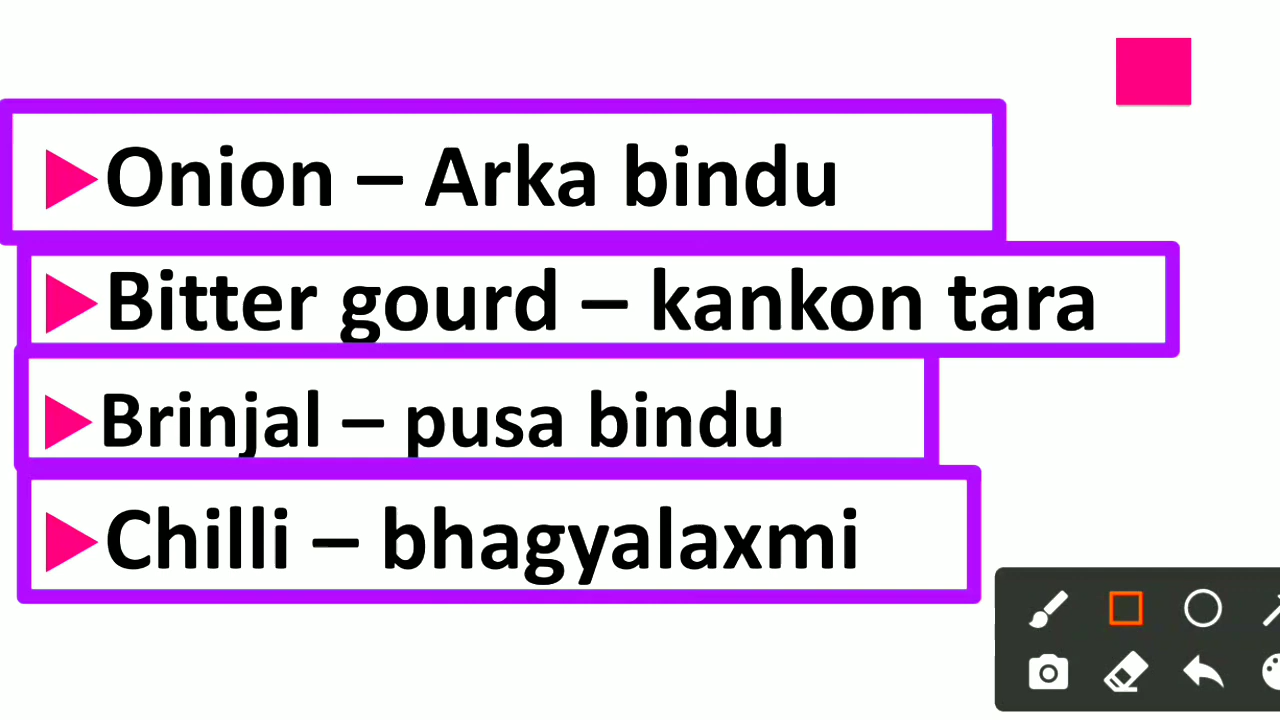 Onion – Arka bindu
Bitter gourd – kankon tara
Brinjal – pusa bindu
Chilli – bhagyalaxmi